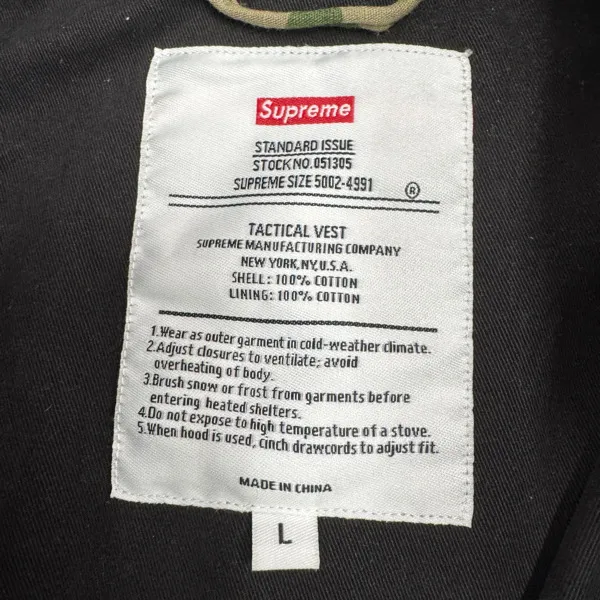 Supreme
STANDARD ISSUE
STOCK NO. 051305
SUPREME SIZE 5002-4991 ®
TACTICAL VEST
SUPREME MANUFACTURING COMPANY
NEW YORK, NY, U.S.A.
SHELL: 100% COTTON
LINING: 100% COTTON
1.Wear as outer garment in cold-weather climate.
2.Adjust closures to ventilate; avoid
overheating of body.
3.Brush snow or frost from garments before
entering heated shelters.
4.Do not expose to high temperature of a stove.
5.When hood is used, cinch drawcords to adjust fit.
MADE IN CHINA
L